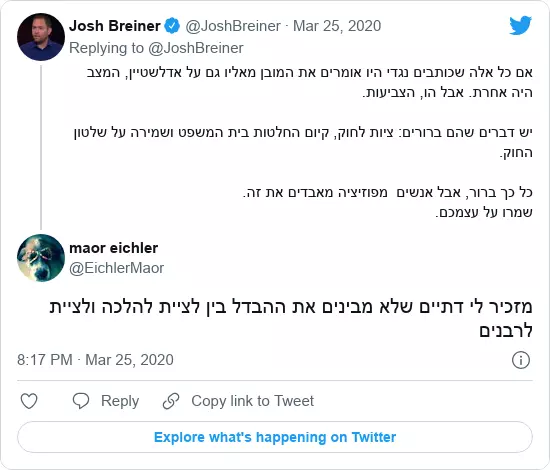 Josh Breiner @JoshBreiner · Mar 25, 2020
Replying to @JoshBreiner
אם כל אלה שכותבים נגדי היו אומרים את המובן מאליו גם על אדלשטיין, המצב
היה אחרת. אבל הו, הצביעות.
יש דברים שהם ברורים: ציות לחוק, קיום החלטות בית המשפט ושמירה על שלטון
החוק.
כל כך ברור, אבל אנשים מפוזיציה מאבדים את זה.
שמרו על עצמכם.
maor eichler
@EichlerMaor
מזכיר לי דתיים שלא מבינים את ההבדל בין לציית להלכה ולציית
לרבנים
8:17 PM · Mar 25, 2020
Reply Copy link to Tweet
Explore what's happening on Twitter